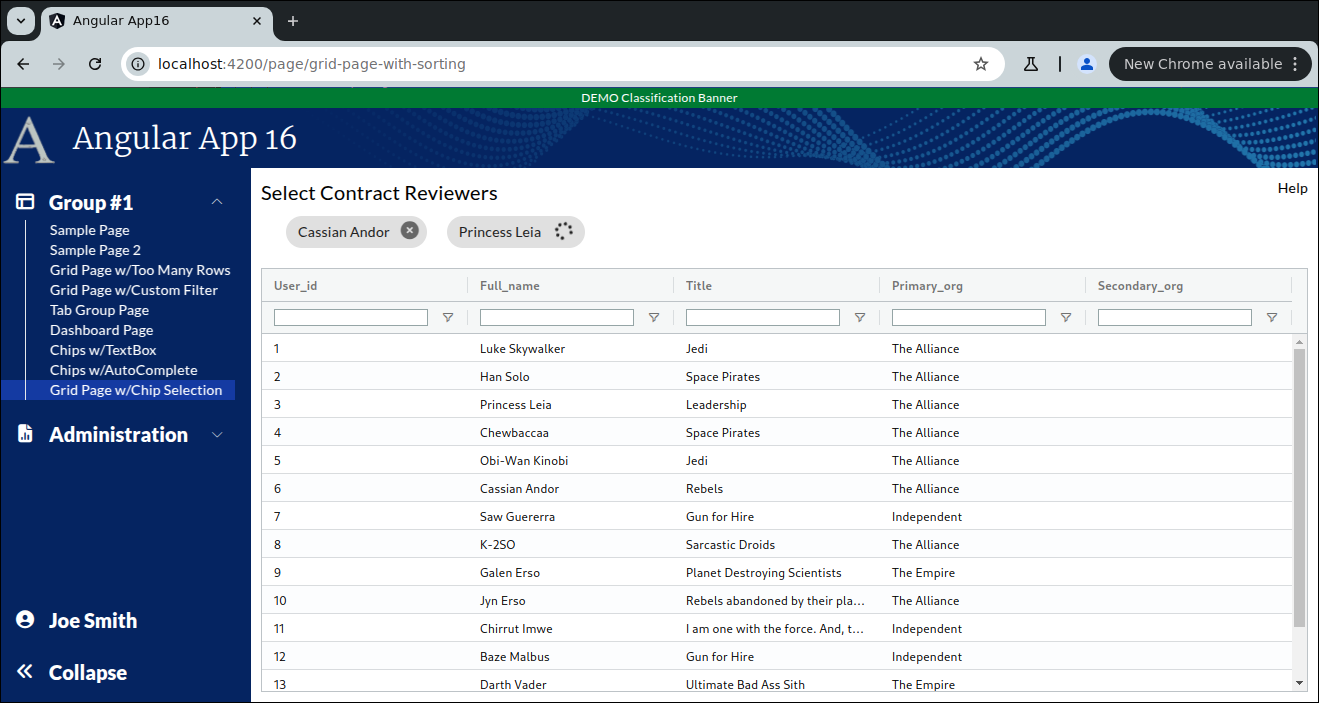 Angular App16
localhost:4200/page/grid-page-with-sorting
New Chrome available
DEMO Classification Banner
A Angular App 16
Group #1
Sample Page
Sample Page 2
Grid Page w/Too Many Rows
Grid Page w/Custom Filter
Tab Group Page
Dashboard Page
Chips w/TextBox
Chips w/AutoComplete
Grid Page w/Chip Selection
Administration
Joe Smith
Collapse
Select Contract Reviewers
Help
Cassian Andor Princess Leia
User_id Full_name Title Primary_org Secondary_org
1 Luke Skywalker Jedi The Alliance
2 Han Solo Space Pirates The Alliance
3 Princess Leia Leadership The Alliance
4 Chewbaccaa Space Pirates The Alliance
5 Obi-Wan Kinobi Jedi The Alliance
6 Cassian Andor Rebels The Alliance
7 Saw Guererra Gun for Hire Independent
8 K-2SO Sarcastic Droids The Alliance
9 Galen Erso Planet Destroying Scientists The Empire
10 Jyn Erso Rebels abandoned by their pla... The Alliance
11 Chirrut Imwe I am one with the force. And, t... Independent
12 Baze Malbus Gun for Hire Independent
13 Darth Vader Ultimate Bad Ass Sith The Empire